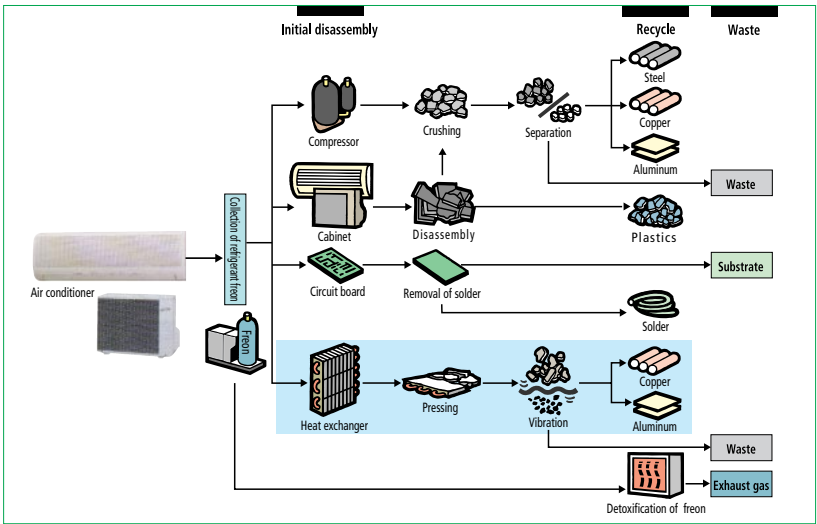 Initial disassembly
Recycle
Waste
Steel
Compressor
Crushing
Separation
Copper
Aluminum
Waste
Cabinet
Disassembly
Plastics
Collection of refrigerant freon
Air conditioner
Circuit board
Removal of solder
Substrate
Solder
Freon
Heat exchanger
Pressing
Vibration
Copper
Aluminum
Waste
Exhaust gas
Detoxification of freon